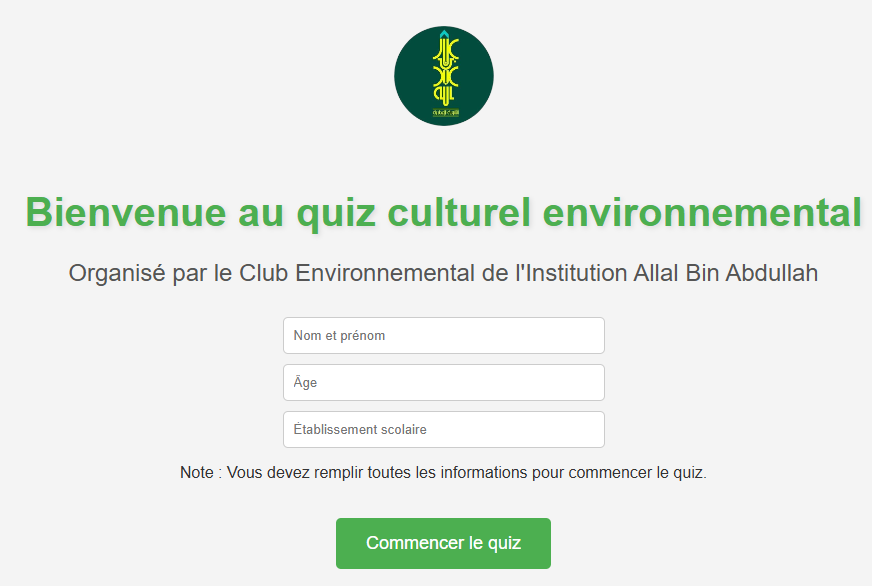 Bienvenue au quiz culturel environnemental
Organisé par le Club Environnemental de l'Institution Allal Bin Abdullah
Nom et prénom
Âge
Établissement scolaire
Note : Vous devez remplir toutes les informations pour commencer le quiz.
Commencer le quiz